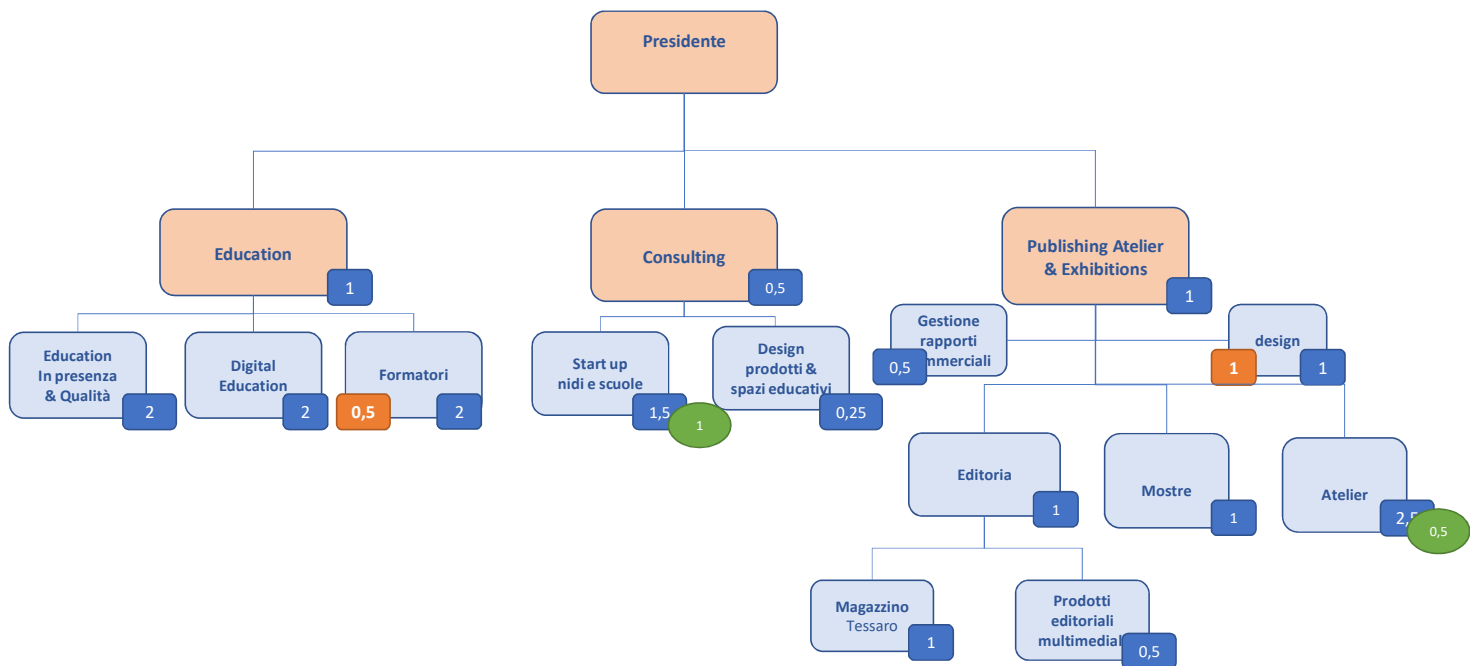 Presidente
Education
1
Consulting
0,5
Publishing Atelier
& Exhibitions
1
Education
In presenza
& Qualità
2
Digital
Education
2
Formatori
0,5
2
Start up
nidi e scuole
1,5
1
Design
prodotti &
spazi educativi
0,25
Gestione
rapporti
mmerciali
0,5
design
1
1
Editoria
1
Mostre
1
Atelier
2,5
0,5
Magazzino
Tessaro
1
Prodotti
editoriali
multimedial
0,5